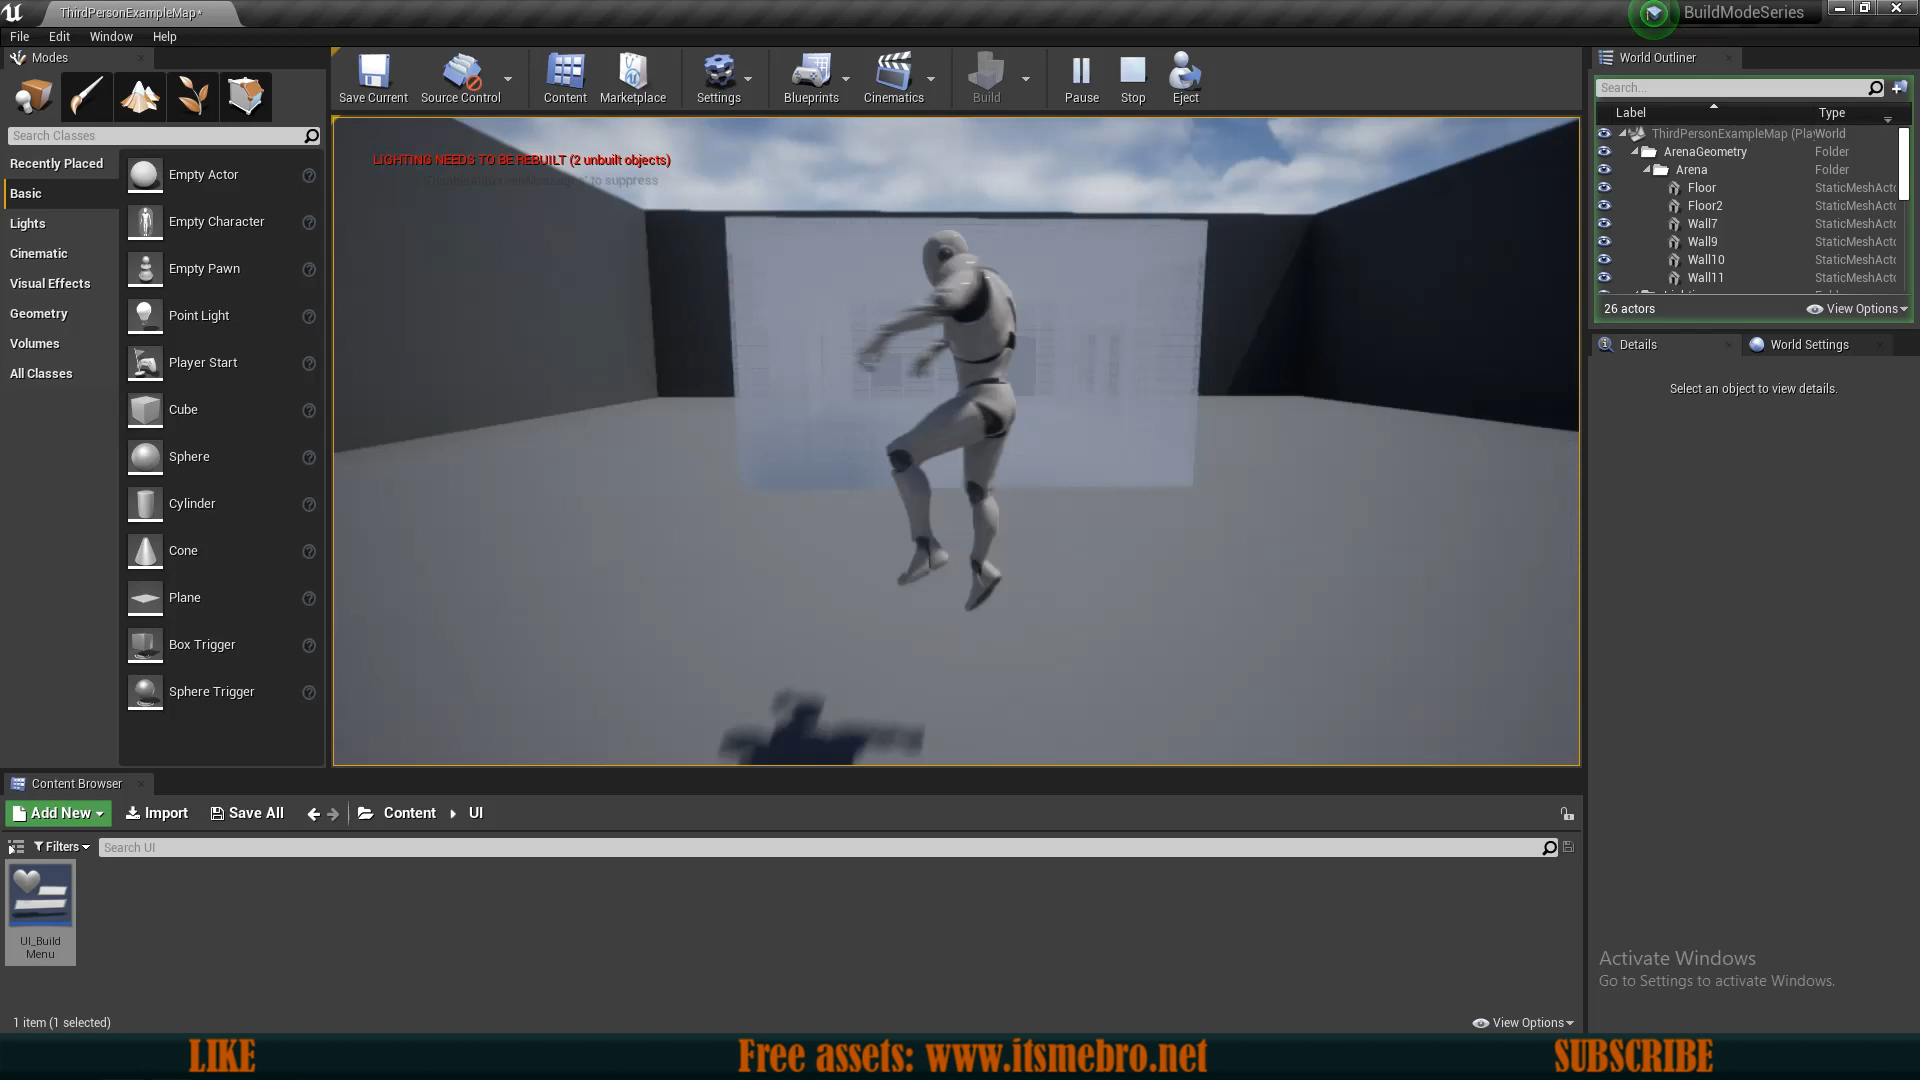 ThirdPersonExampleMap*
BuildModeSeries
File Edit Window Help
Modes
Save Current Source Control Content Marketplace Settings Blueprints Cinematics Build Pause Stop Eject
Search Classes
Recently Placed
Basic
Lights
Cinematic
Visual Effects
Geometry
Volumes
All Classes
Empty Actor
Empty Character
Empty Pawn
Point Light
Player Start
Cube
Sphere
Cylinder
Cone
Plane
Box Trigger
Sphere Trigger
LIGHTING NEEDS TO BE REBUILT (2 unbuilt objects)
'DisableAllScreenMessages' to suppress
World Outliner
Search...
Label Type
ThirdPersonExampleMap (Play World
ArenaGeometry Folder
Arena Folder
Floor StaticMeshActo
Floor2 StaticMeshActo
Wall7 StaticMeshActo
Wall9 StaticMeshActo
Wall10 StaticMeshActo
Wall11 StaticMeshActo
26 actors View Options
Details World Settings
Select an object to view details.
Content Browser
Add New Import Save All Content UI
Filters Search UI
UI_Build
Menu
1 item (1 selected) View Options
Activate Windows
Go to Settings to activate Windows.
LIKE Free assets: www.itsmebro.net SUBSCRIBE